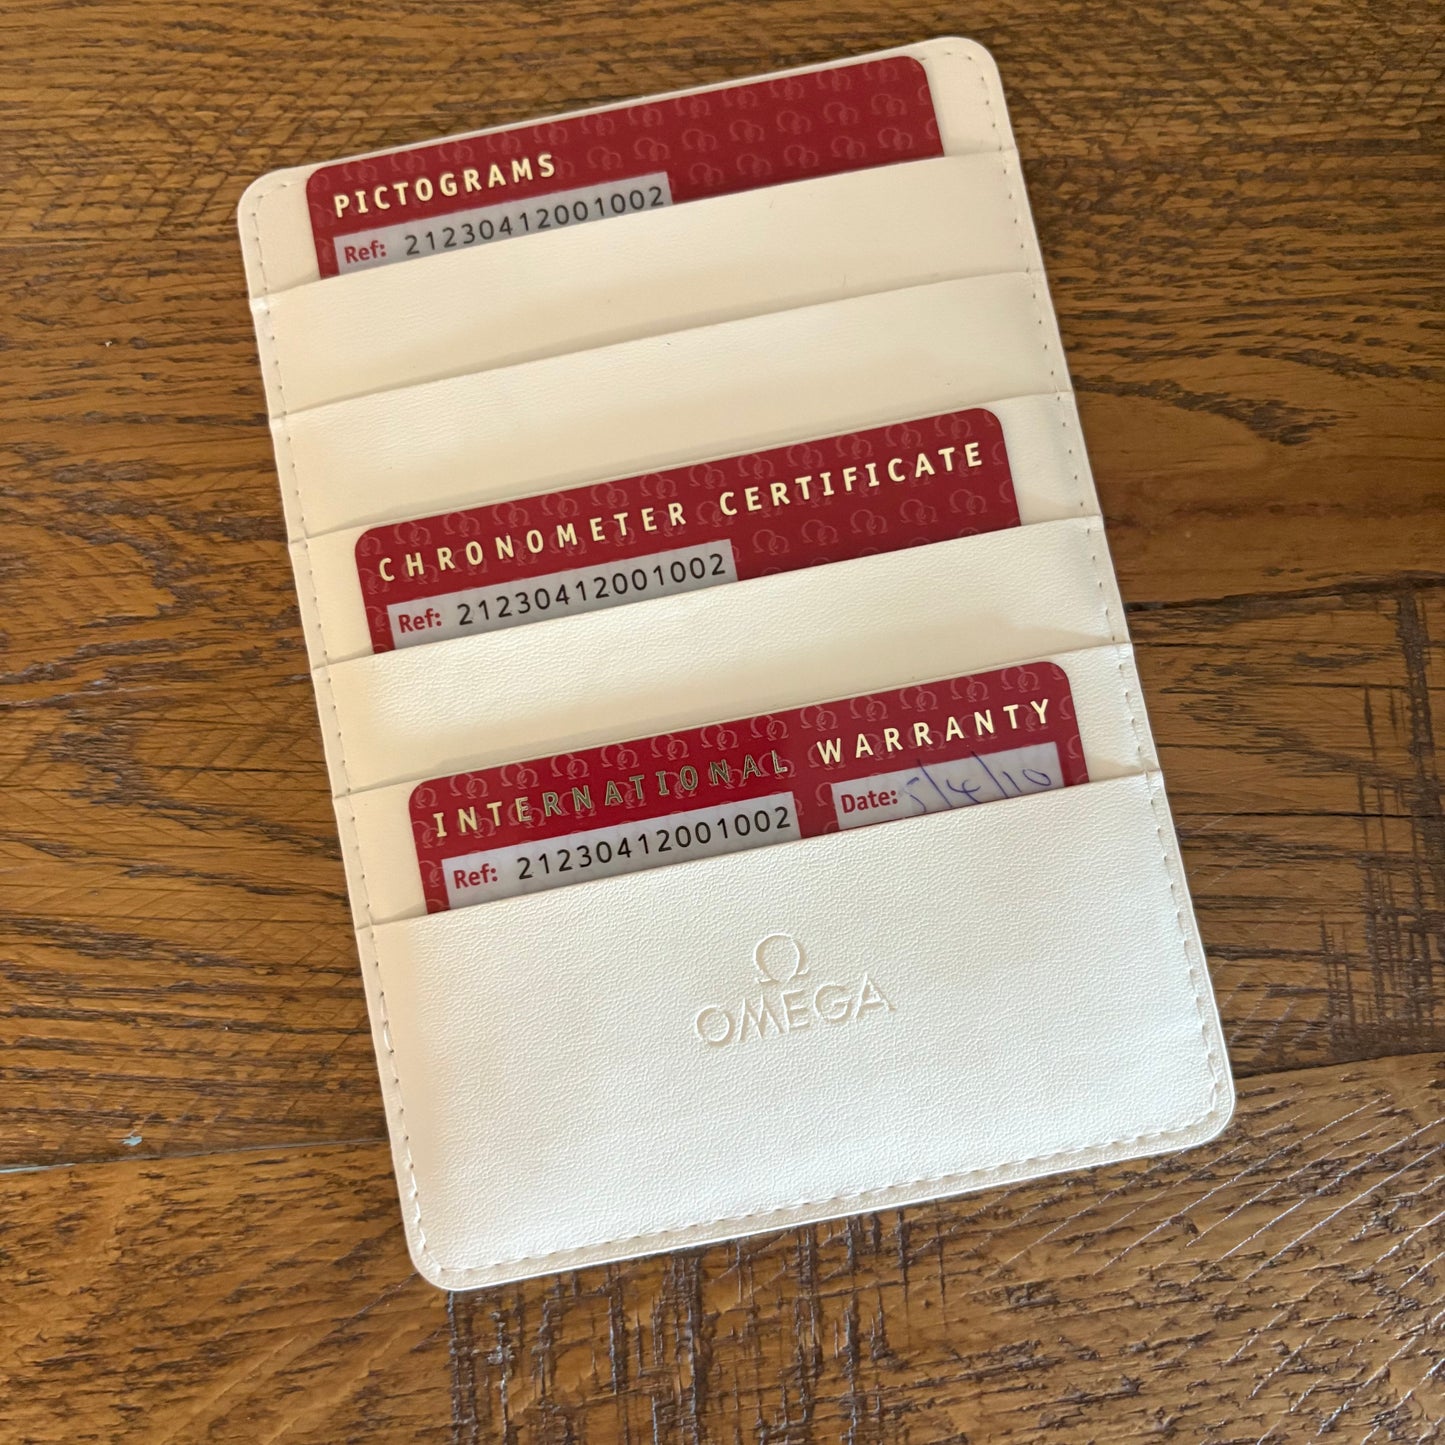 PICTOGRAMS
Ref: 21230412001002
CHRONOMETER CERTIFICATE
Ref: 21230412001002
INTERNATIONAL WARRANTY
Ref: 21230412001002 Date: 5/4/10
Ω
OMEGA